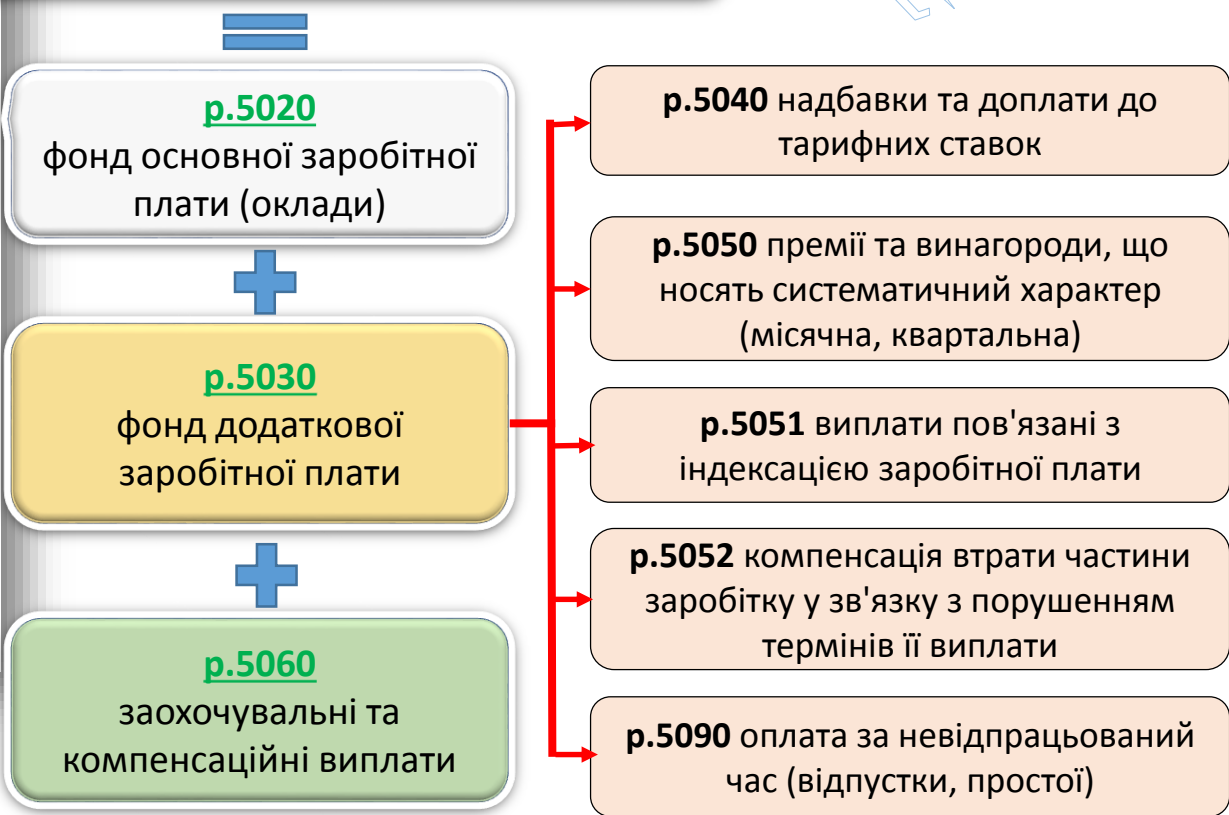 р.5020
фонд основної заробітної
плати (оклади)
р.5030
фонд додаткової
заробітної плати
р.5060
заохочувальні та
компенсаційні виплати
р.5040 надбавки та доплати до
тарифних ставок
р.5050 премії та винагороди, що
носять систематичний характер
(місячна, квартальна)
р.5051 виплати пов'язані з
індексацією заробітної плати
р.5052 компенсація втрати частини
заробітку у зв'язку з порушенням
термінів її виплати
р.5090 оплата за невідпрацьований
час (відпустки, простої)